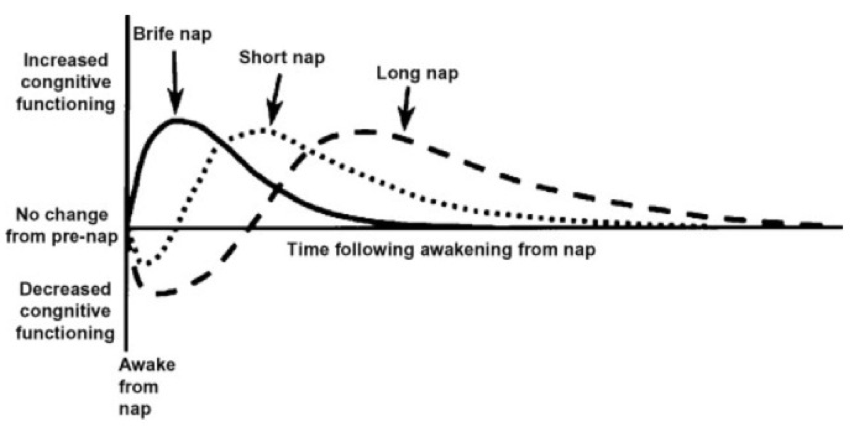 Brife nap
Short nap
Long nap
Increased
congnitive
functioning
No change
from pre-nap
Time following awakening from nap
Decreased
congnitive
functioning
Awake
from
nap